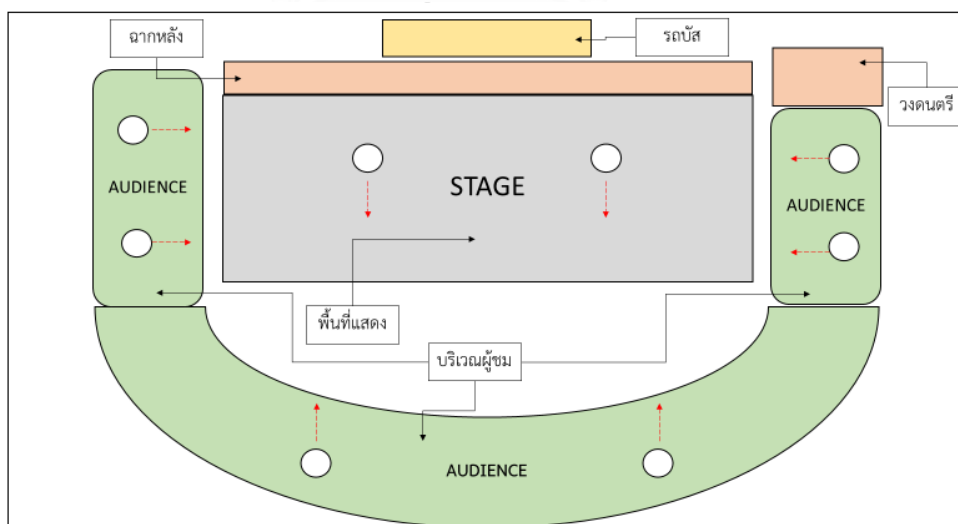 ฉากหลัง
รถบัส
วงดนตรี
AUDIENCE
STAGE
AUDIENCE
พื้นที่แสดง
บริเวณผู้ชม
AUDIENCE